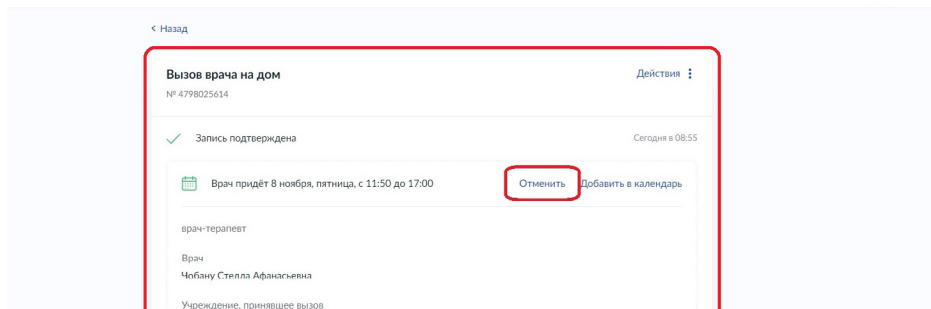 < Назад
Вызов врача на дом
Действия
№ 4798025614
Запись подтверждена
Сегодня в 08:55
Врач придёт 8 ноября, пятница, с 11:50 до 17:00
Отменить
Добавить в календарь
врач-терапевт
Врач
Чобану Стелла Афанасьевна
Учреждение, принявшее вызов